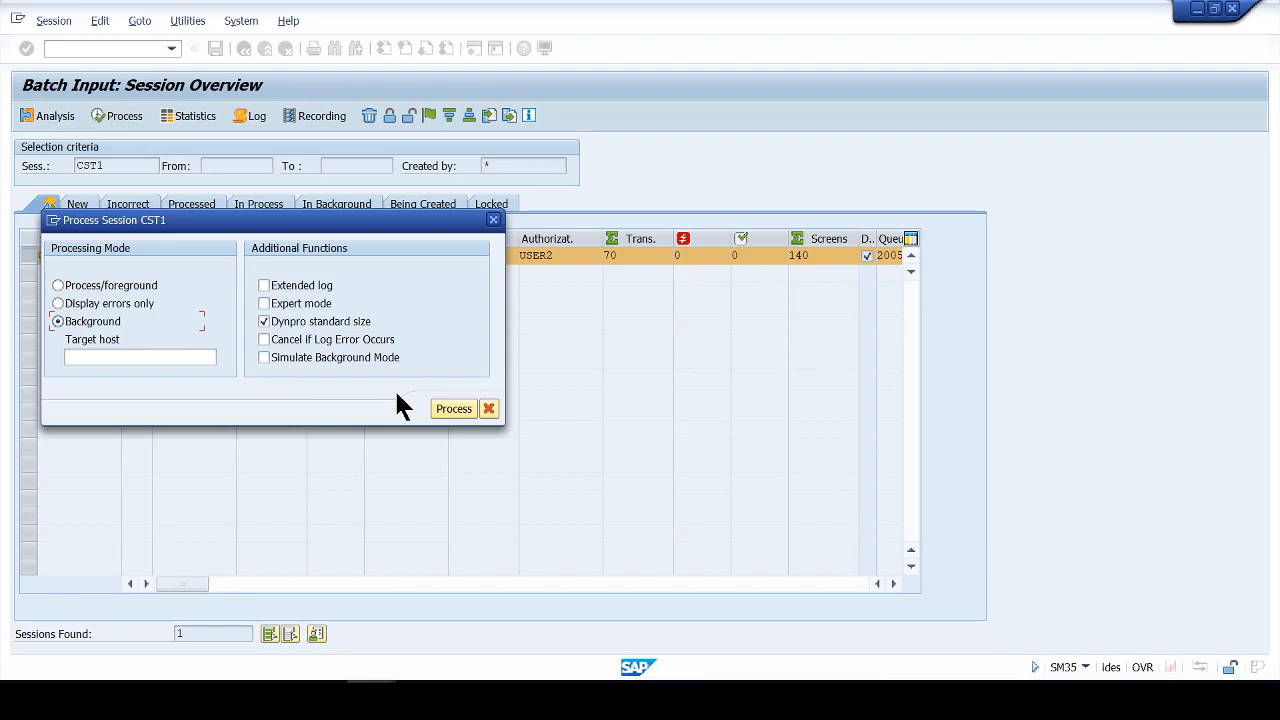 Session Edit Goto Utilities System Help
Batch Input: Session Overview
Analysis Process Statistics Log Recording
Selection criteria
Sess.: CST1 From: To : Created by: *
New Incorrect Processed In Process In Background Being Created Locked
Process Session CST1
Processing Mode
Process/foreground
Display errors only
Background
Target host
Additional Functions
Extended log
Expert mode
Dynpro standard size
Cancel if Log Error Occurs
Simulate Background Mode
Process
Authorizat. Trans. Screens D.. Queu
USER2 70 0 0 140 2005
Sessions Found: 1
SAP
SM35 Ides OVR